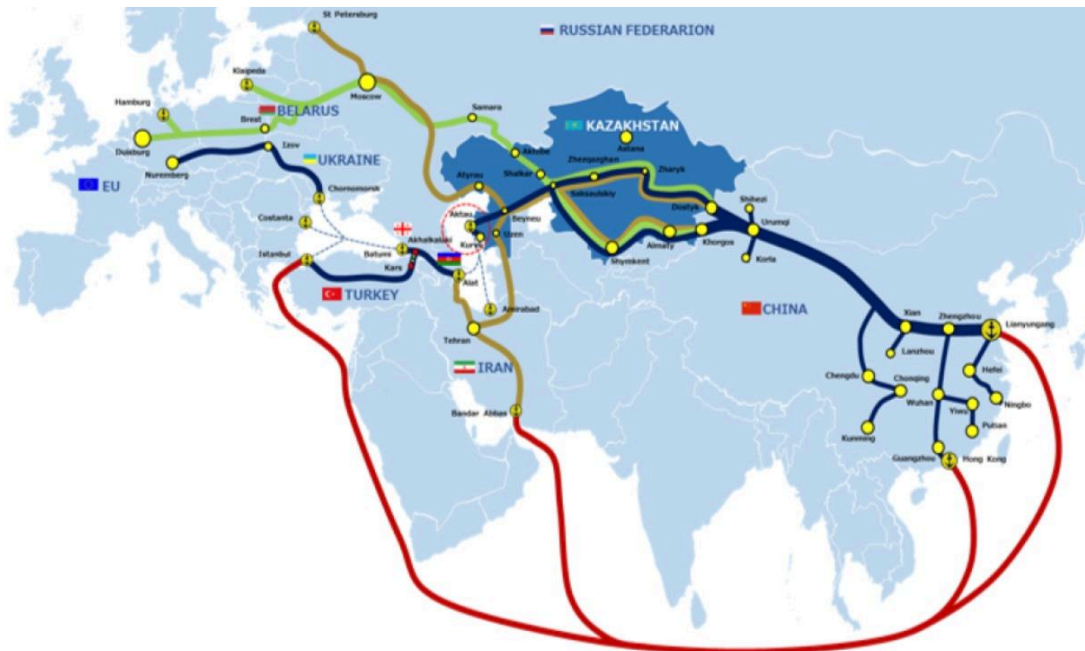 St Petersburg
RUSSIAN FEDERARION
Klaipeda
Moscow
Hamburg
BELARUS
Samara
Brest
Duisburg
Izov
KAZAKHSTAN
Astana
Aktobe
UKRAINE
Zhezqazghan
Zharyk
Shalkar
Nuremberg
EU
Atyrau
Saksaulskiy
Chornomorsk
Dostyk
Shihezi
Aktau
Beyneu
Costanta
Uzen
Urumqi
Kuryk
Akhalkalaki
Almaty
Khorgos
Istanbul
Batumi
Shymkent
Korla
Kars
Alat
TURKEY
CHINA
Amirabad
Xian
Zhengzhou
Lianyungang
Tehran
Lanzhou
IRAN
Hefei
Chengdu
Chonqing
Wuhan
Yiwu
Ningbo
Bandar Abbas
Kunming
Putian
Guangzhou
Hong Kong